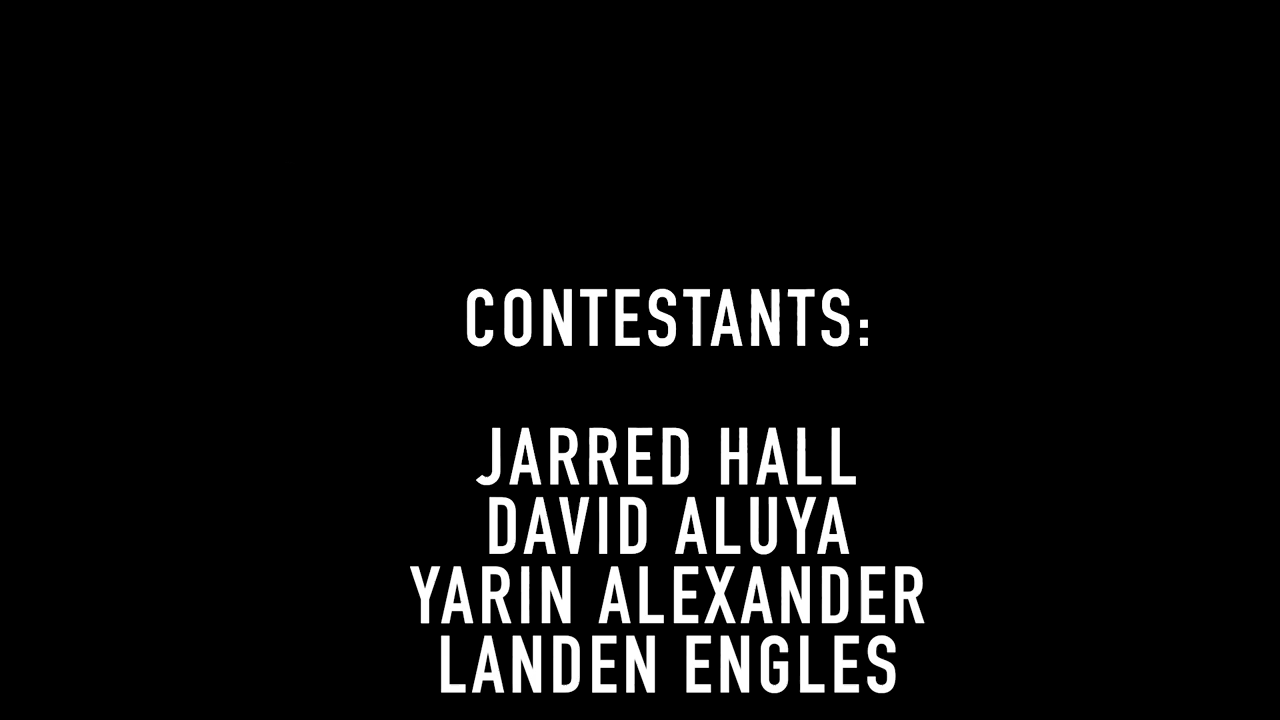 CONTESTANTS:
JARRED HALL
DAVID ALUYA
YARIN ALEXANDER
LANDEN ENGLES